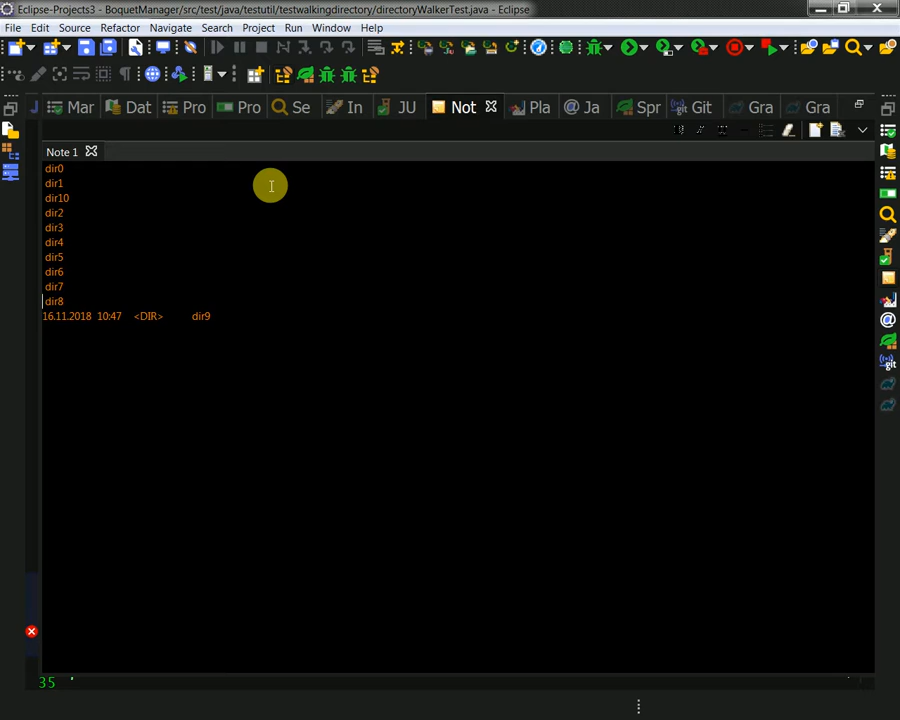 Eclipse-Projects3 - BoquetManager/src/test/java/testutil/testwalkingdirectory/directoryWalkerTest.java - Eclipse
File Edit Source Refactor Navigate Search Project Run Window Help
J Mar Dat Pro Pro Se In JU Not Pla @ Ja Spr Git Gra Gra
Note 1
dir0
dir1
dir10
dir2
dir3
dir4
dir5
dir6
dir7
dir8
16.11.2018 10:47 <DIR> dir9
35